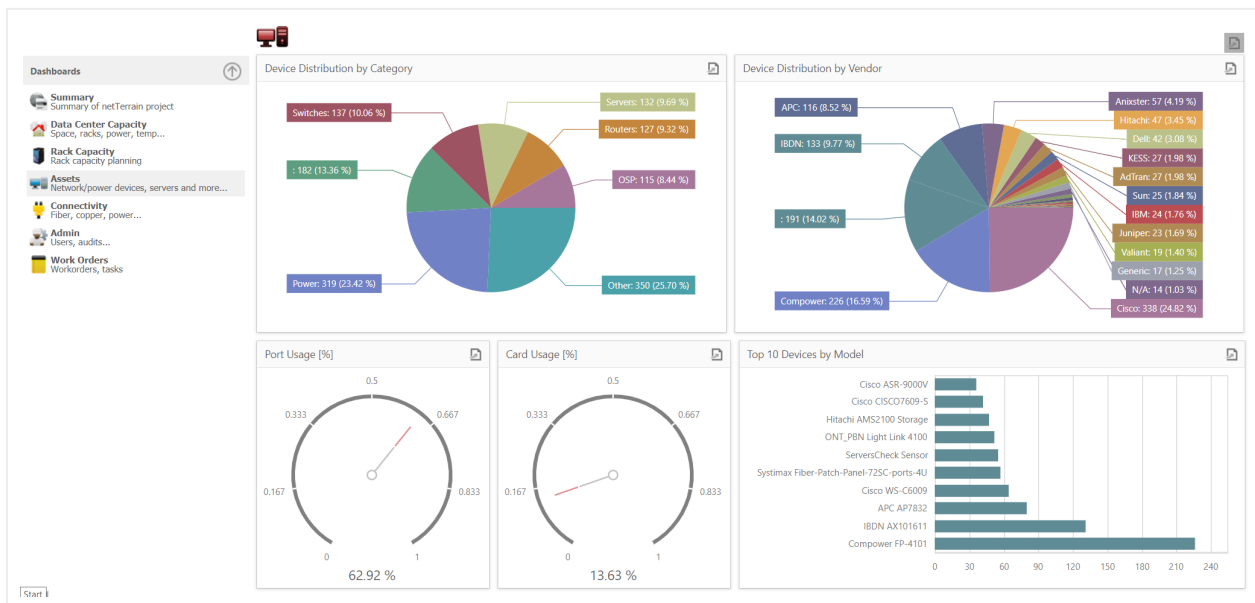 Dashboards
Summary
Summary of netTerrain project
Data Center Capacity
Space, racks, power, temp...
Rack Capacity
Rack capacity planning
Assets
Network/power devices, servers and more...
Connectivity
Fiber, copper, power...
Admin
Users, audits...
Work Orders
Workorders, tasks
Start
Device Distribution by Category
Switches: 137 (10.06 %)
Servers: 132 (9.69 %)
Routers: 127 (9.32 %)
: 182 (13.36 %)
OSP: 115 (8.44 %)
Power: 319 (23.42 %)
Other: 350 (25.70 %)
Device Distribution by Vendor
APC: 116 (8.52 %)
IBDN: 133 (9.77 %)
: 191 (14.02 %)
Compower: 226 (16.59 %)
Anixster: 57 (4.19 %)
Hitachi: 47 (3.45 %)
Dell: 42 (3.08 %)
KESS: 27 (1.98 %)
AdTran: 27 (1.98 %)
Sun: 25 (1.84 %)
IBM: 24 (1.76 %)
Juniper: 23 (1.69 %)
Valiant: 19 (1.40 %)
Generic: 17 (1.25 %)
N/A: 14 (1.03 %)
Cisco: 338 (24.82 %)
Port Usage [%]
0.5
0.333 0.667
0.167 0.833
0 1
62.92 %
Card Usage [%]
0.5
0.333 0.667
0.167 0.833
0 1
13.63 %
Top 10 Devices by Model
Cisco ASR-9000V
Cisco CISCO7609-S
Hitachi AMS2100 Storage
ONT_PBN Light Link 4100
ServersCheck Sensor
Systimax Fiber-Patch-Panel-72SC-ports-4U
Cisco WS-C6009
APC AP7832
IBDN AX101611
Compower FP-4101
0 30 60 90 120 150 180 210 240